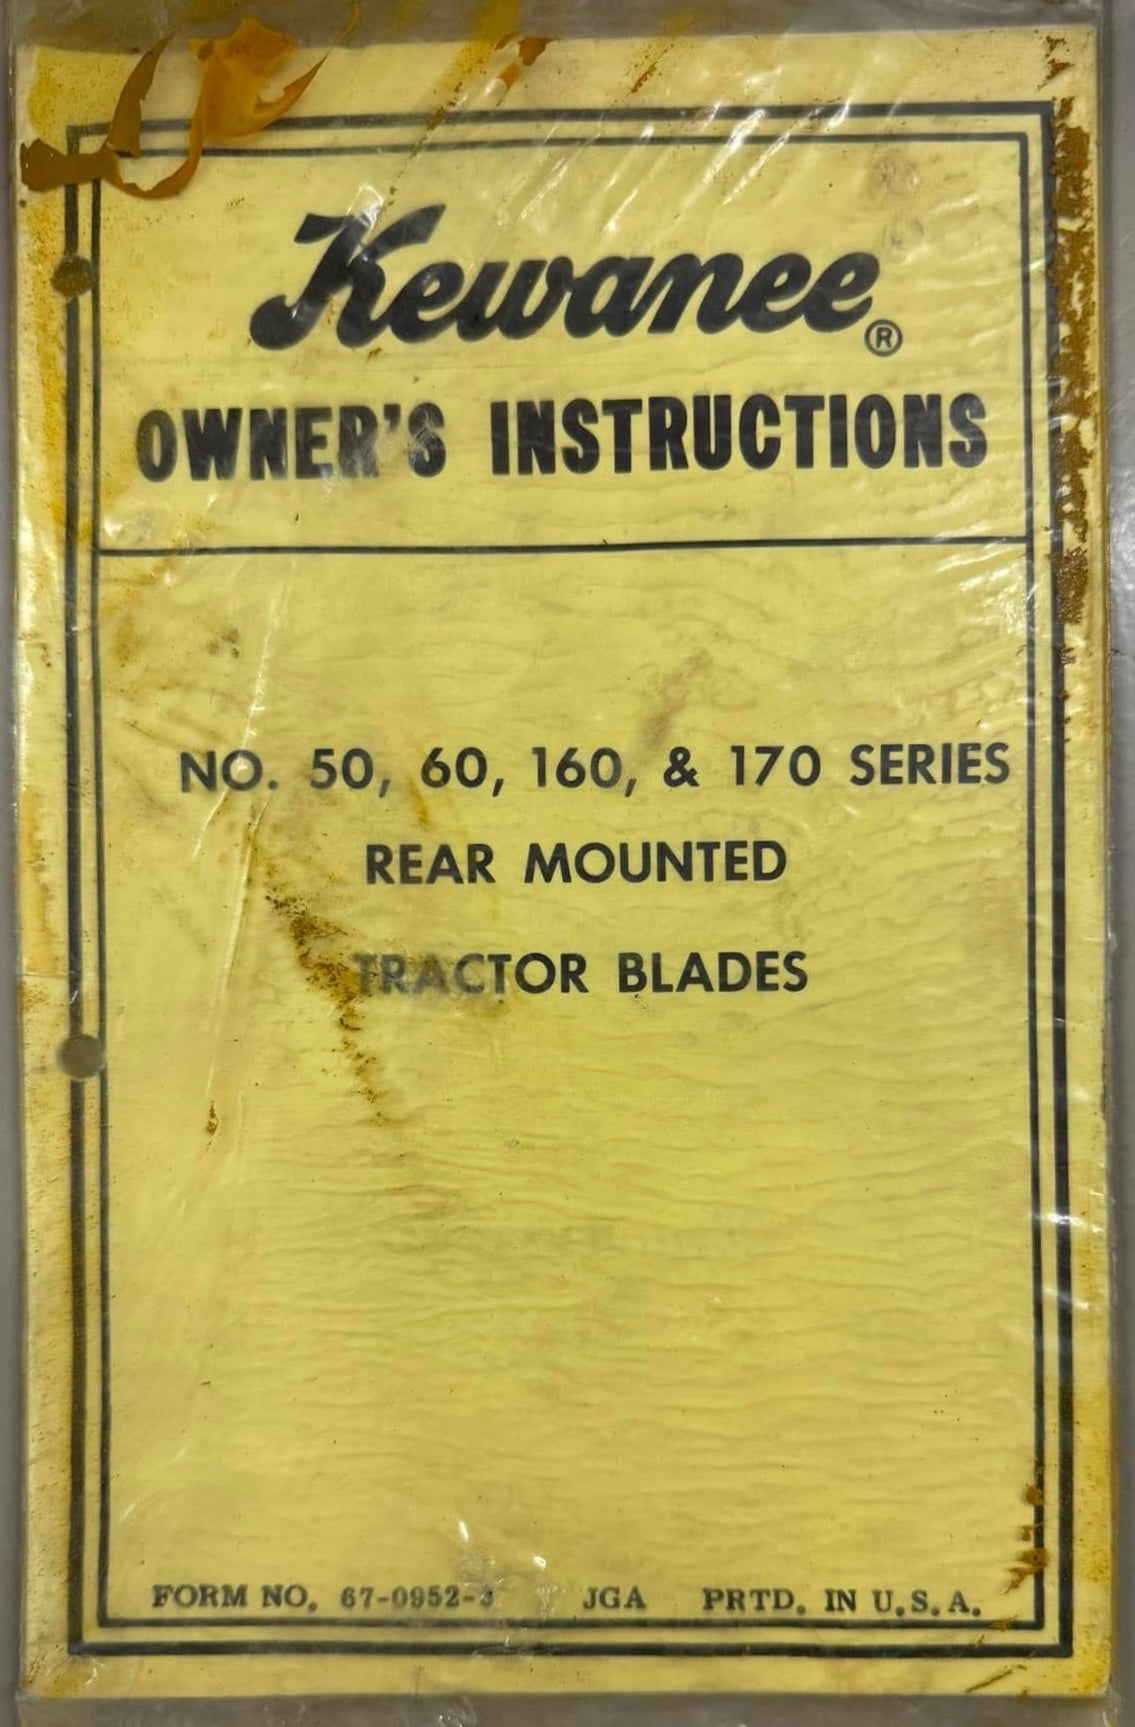 Kewanee®
OWNER'S INSTRUCTIONS
NO. 50, 60, 160, & 170 SERIES
REAR MOUNTED
TRACTOR BLADES
FORM NO. JGA PRTD. IN U.S.A.